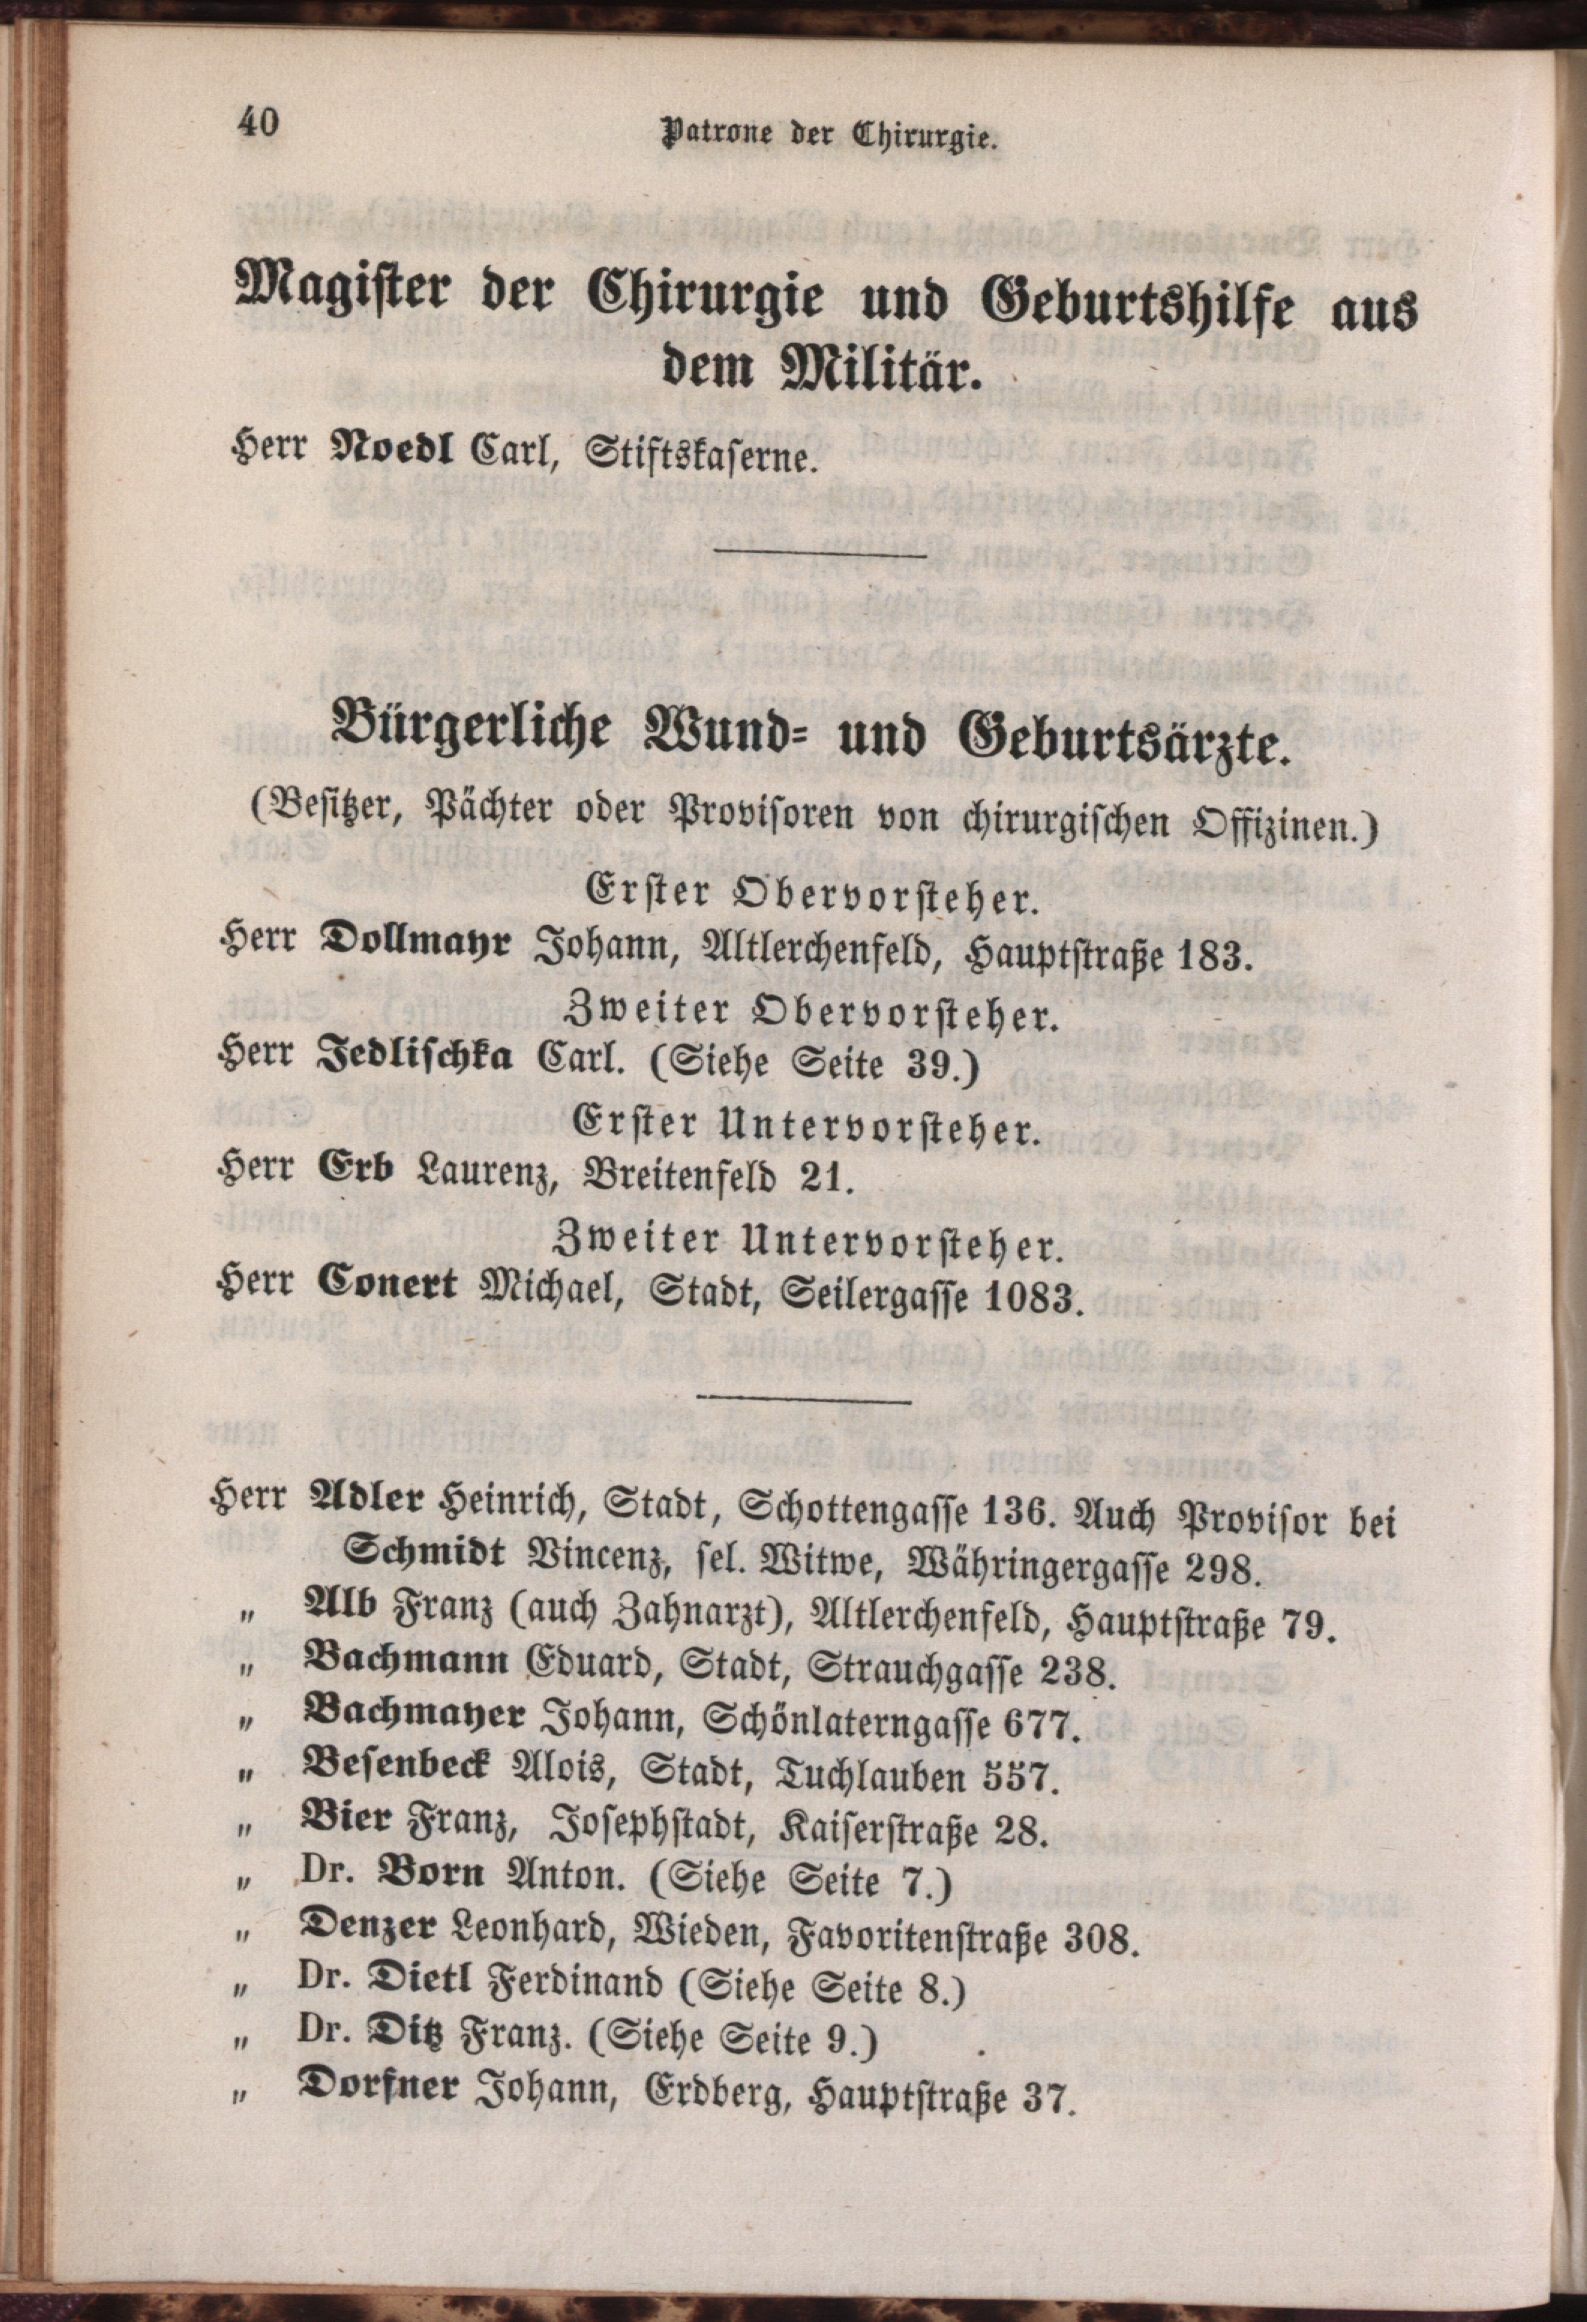 40
Patrone der Chirurgie.
Magister der Chirurgie und Geburtshilfe aus
dem Militär.
Herr Noedl Carl, Stiftskaserne.
Bürgerliche Wund- und Geburtsärzte.
(Besitzer, Pächter oder Provisoren von chirurgischen Offizinen.)
Erster Obervorsteher.
Herr Dollmayr Johann, Altlerchenfeld, Hauptstraße 183.
Zweiter Obervorsteher.
Herr Jedlischka Carl. (Siehe Seite 39.)
Erster Untervorsteher.
Herr Erb Laurenz, Breitenfeld 21.
Zweiter Untervorsteher.
Herr Conert Michael, Stadt, Seilergasse 1083.
Herr Adler Heinrich, Stadt, Schottengasse 136. Auch Provisor bei
Schmidt Vincenz, sel. Witwe, Währingergasse 298.
„ Alb Franz (auch Zahnarzt), Altlerchenfeld, Hauptstraße 79.
„ Bachmann Eduard, Stadt, Strauchgasse 238.
„ Bachmayer Johann, Schönlaterngasse 677.
„ Besenbeck Alois, Stadt, Tuchlauben 557.
„ Bier Franz, Josephstadt, Kaiserstraße 28.
„ Dr. Born Anton. (Siehe Seite 7.)
„ Denzer Leonhard, Wieden, Favoritenstraße 308.
„ Dr. Dietl Ferdinand (Siehe Seite 8.)
„ Dr. Ditz Franz. (Siehe Seite 9.)
„ Dorfner Johann, Erdberg, Hauptstraße 37.